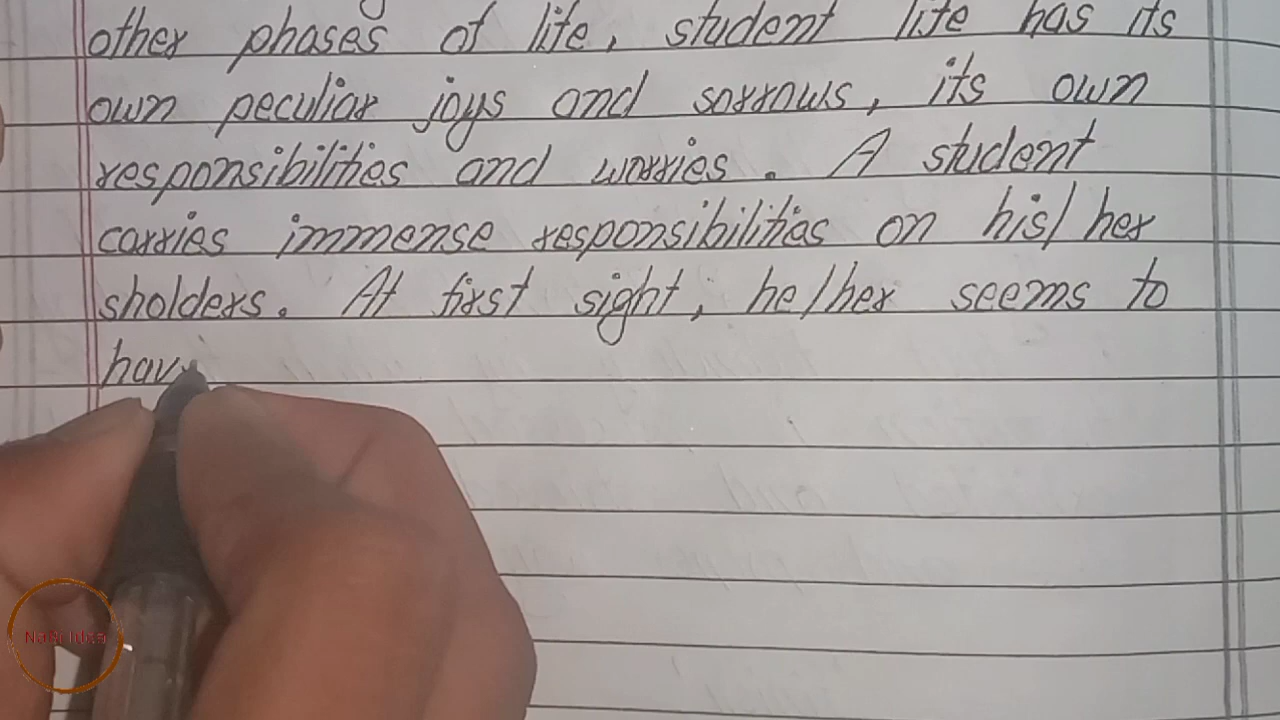 other phases of life, student life has its
own peculiar joys and sorrows, its own
responsibilities and worries. A student
carries immense responsibilities on his/her
sholders. At first sight, he/her seems to
hav